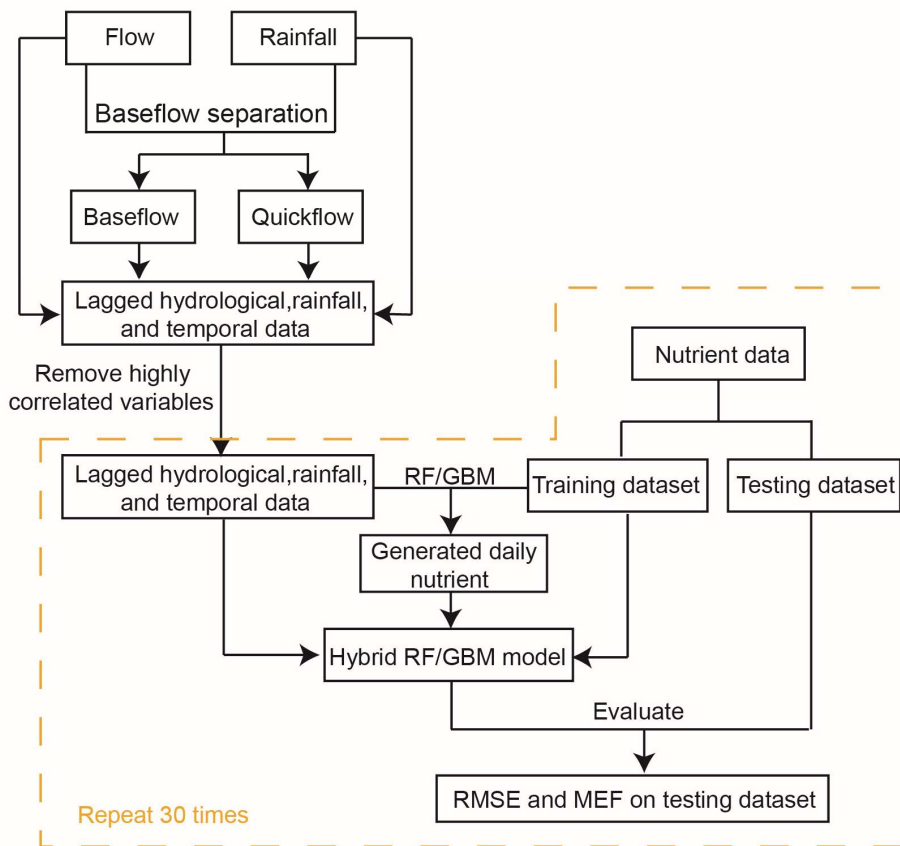 Flow
Rainfall
Baseflow separation
Baseflow
Quickflow
Lagged hydrological,rainfall,
and temporal data
Remove highly
correlated variables
Nutrient data
Lagged hydrological,rainfall,
and temporal data
RF/GBM
Training dataset
Testing dataset
Generated daily
nutrient
Hybrid RF/GBM model
Evaluate
RMSE and MEF on testing dataset
Repeat 30 times